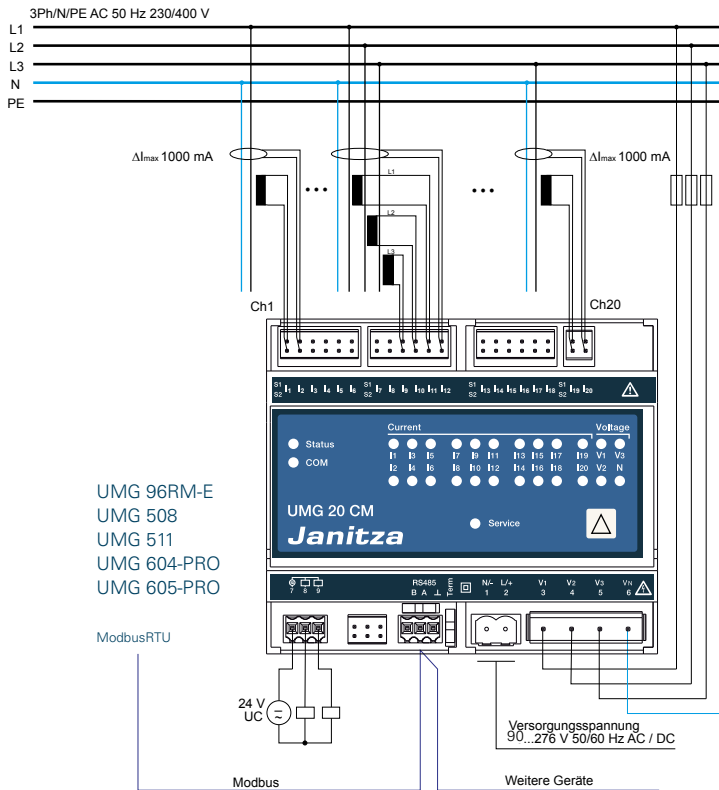 3Ph/N/PE AC 50 Hz 230/400 V
L1
L2
L3
N
PE
ΔImax 1000 mA
ΔImax 1000 mA
L1
L2
L3
Ch1
Ch20
S1 S2 I1 I2 I3 I4 I5 I6 S1 S2 I7 I8 I9 I10 I11 I12 S1 S2 I13 I14 I15 I16 I17 I18 S1 S2 I19 I20
Current Voltage
Status
COM
I1 I3 I5 I7 I9 I11 I13 I15 I17 I19 V1 V3
I2 I4 I6 I8 I10 I12 I14 I16 I18 I20 V2 N
UMG 20 CM
Janitza
Service
UMG 96RM-E
UMG 508
UMG 511
UMG 604-PRO
UMG 605-PRO
ModbusRTU
7 8 9
RS485
B A ⊥
Term
N/- L/+
1 2
V1 V2 V3 VN
3 4 5 6
24 V
UC
Versorgungsspannung
90...276 V 50/60 Hz AC / DC
Modbus
Weitere Geräte